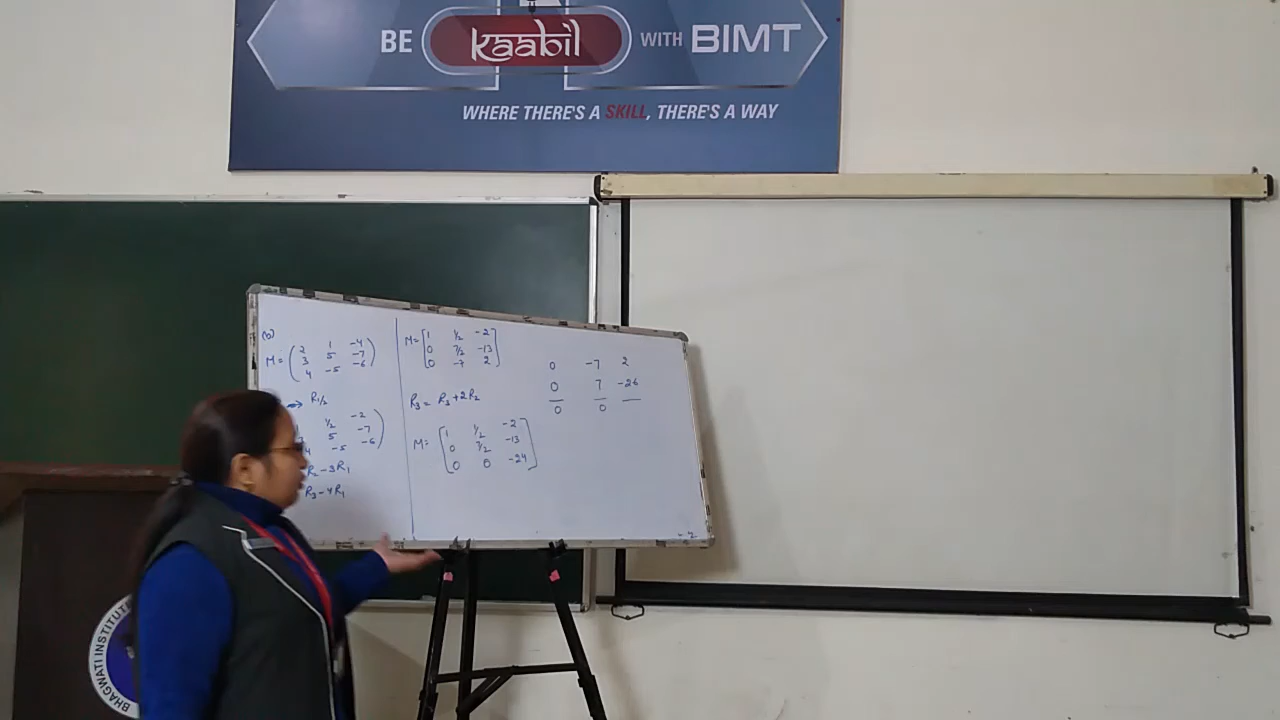 BE kaabil WITH BIMT
WHERE THERE'S A SKILL, THERE'S A WAY
M = ( 2 1 -4
3 5 -7
4 -5 -6 )
⇒ R1/2
1/2 -2
5 -7
4 -5 -6 )
R2 - 3R1
R3 - 4R1
M = [ 1 1/2 -2
0 7/2 -13
0 -7 2 ]
R3 = R3 + 2R2
M = [ 1 1/2 -2
0 7/2 -13
0 0 -24 ]
0 -7 2
0 7 -26
0 0
BHAGWATI INSTITUT